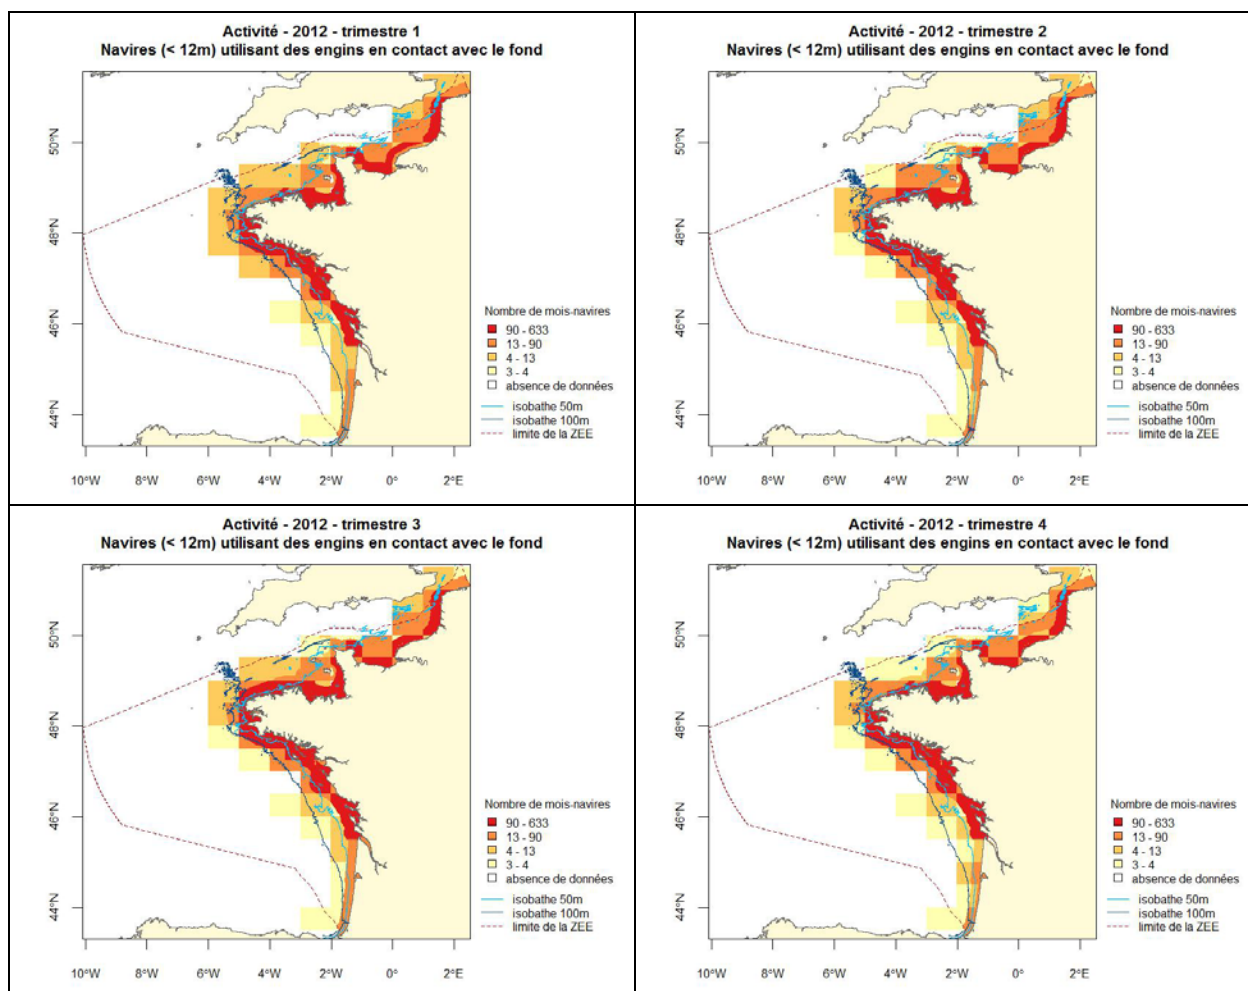 Activité - 2012 - trimestre 1
Navires (< 12m) utilisant des engins en contact avec le fond
50°N
48°N
46°N
44°N
Nombre de mois-navires
90 - 633
13 - 90
4 - 13
3 - 4
absence de données
isobathe 50m
isobathe 100m
limite de la ZEE
10°W 8°W 6°W 4°W 2°W 0° 2°E
Activité - 2012 - trimestre 2
Navires (< 12m) utilisant des engins en contact avec le fond
50°N
48°N
46°N
44°N
Nombre de mois-navires
90 - 633
13 - 90
4 - 13
3 - 4
absence de données
isobathe 50m
isobathe 100m
limite de la ZEE
10°W 8°W 6°W 4°W 2°W 0° 2°E
Activité - 2012 - trimestre 3
Navires (< 12m) utilisant des engins en contact avec le fond
50°N
48°N
46°N
44°N
Nombre de mois-navires
90 - 633
13 - 90
4 - 13
3 - 4
absence de données
isobathe 50m
isobathe 100m
limite de la ZEE
10°W 8°W 6°W 4°W 2°W 0° 2°E
Activité - 2012 - trimestre 4
Navires (< 12m) utilisant des engins en contact avec le fond
50°N
48°N
46°N
44°N
Nombre de mois-navires
90 - 633
13 - 90
4 - 13
3 - 4
absence de données
isobathe 50m
isobathe 100m
limite de la ZEE
10°W 8°W 6°W 4°W 2°W 0° 2°E